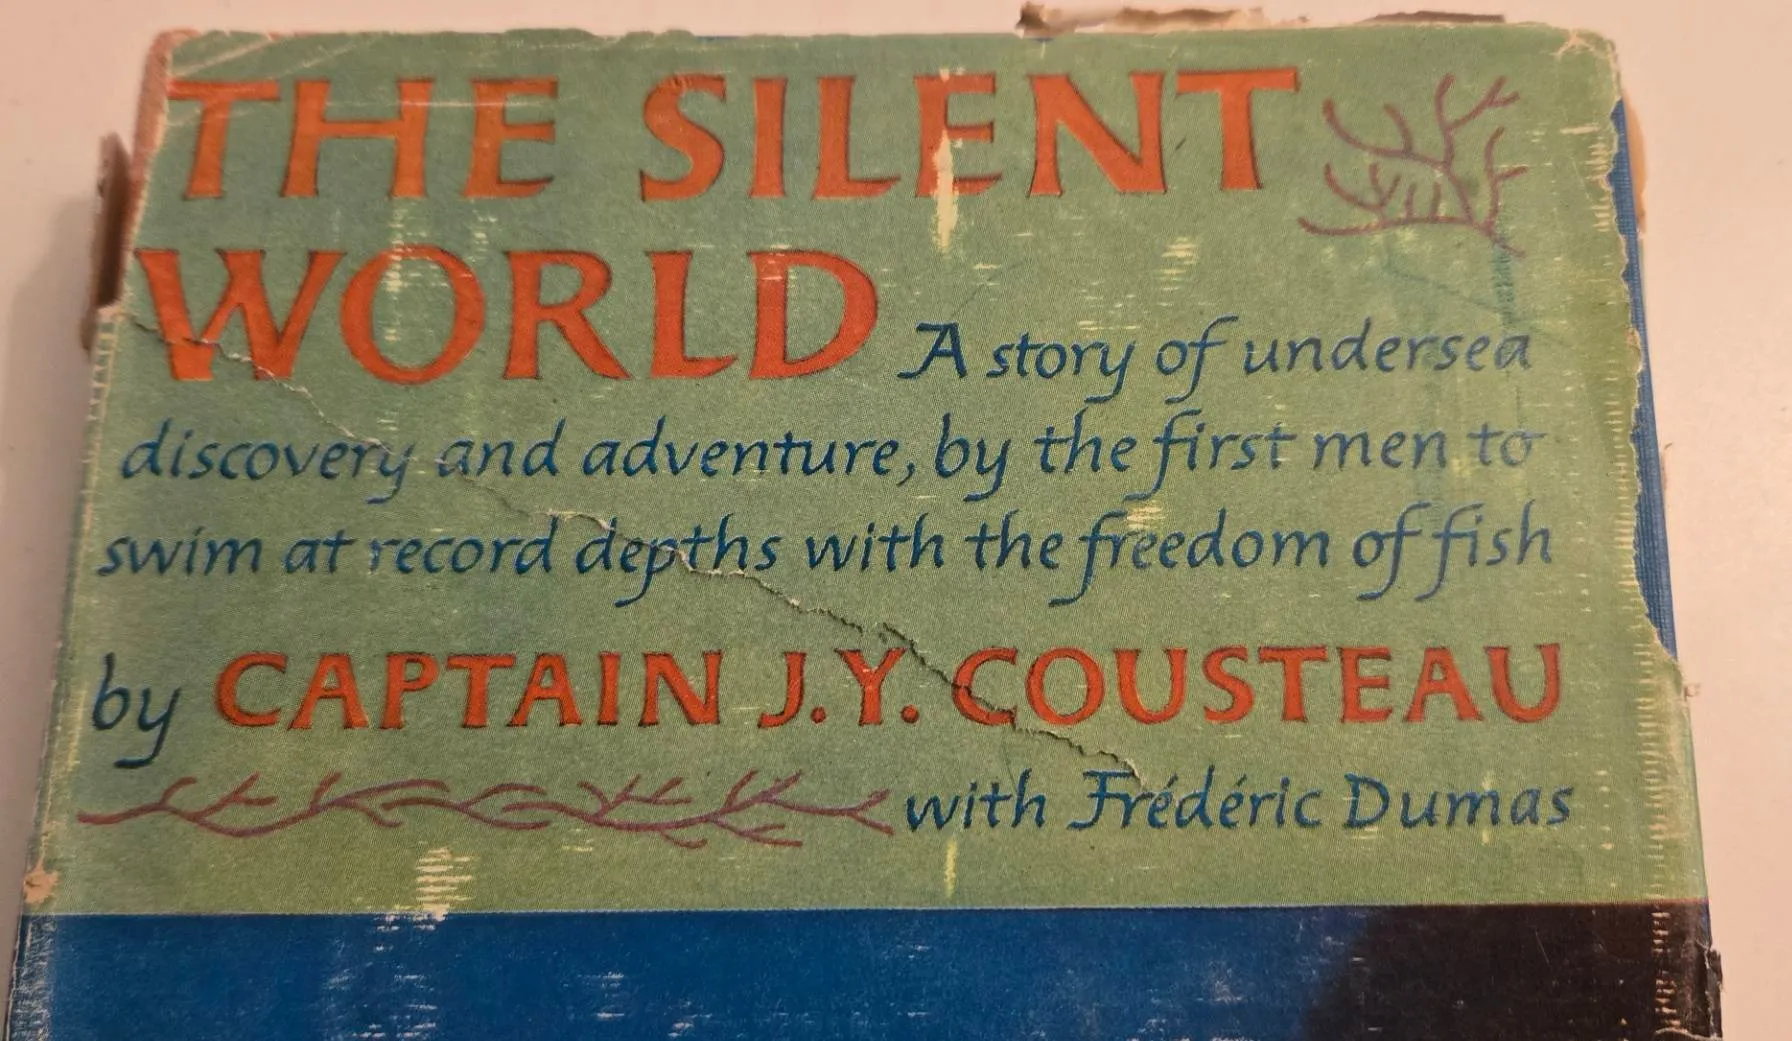 THE SILENT
WORLD A story of undersea
discovery and adventure, by the first men to
swim at record depths with the freedom of fish
by CAPTAIN J.Y. COUSTEAU
with Frédéric Dumas